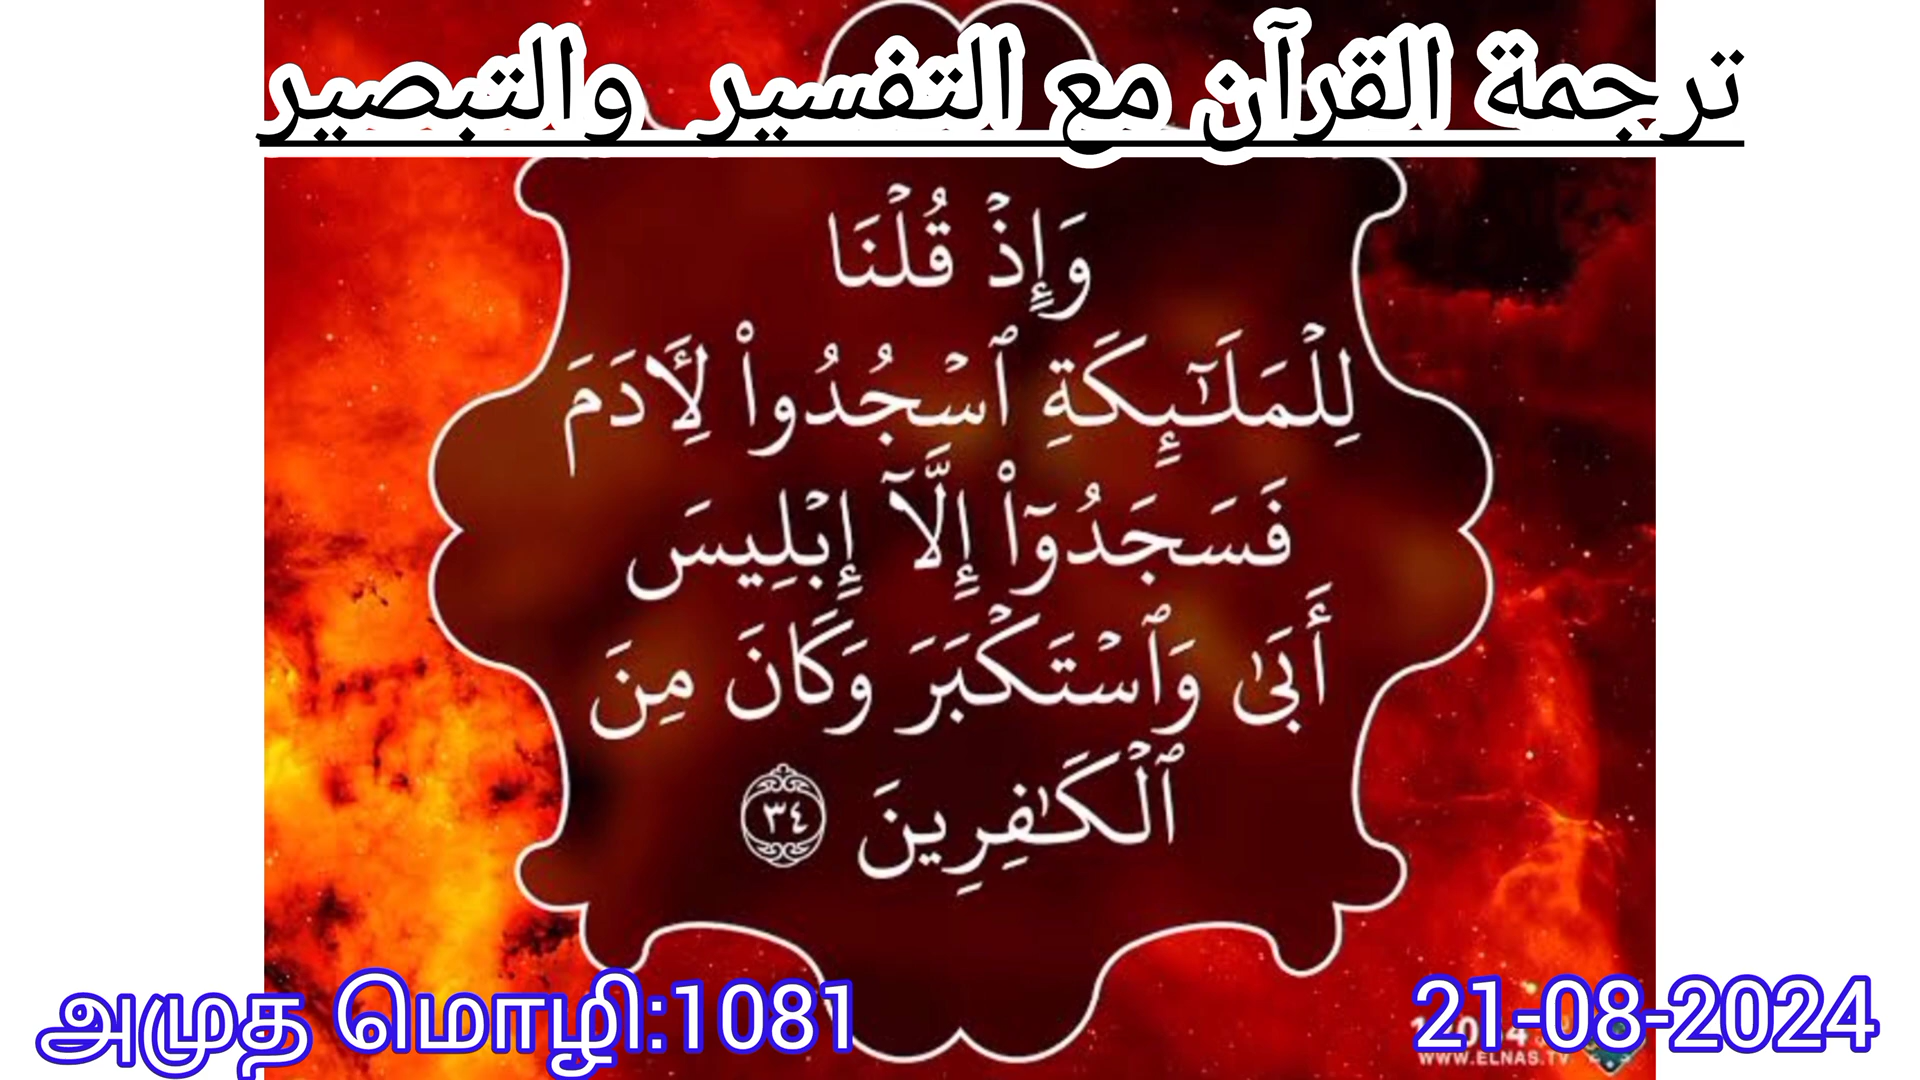 ترجمة القرآن مع التفسير والتبصير
وَإِذۡ قُلۡنَا
لِلۡمَلَٰٓئِكَةِ ٱسۡجُدُواْ لِأٓدَمَ
فَسَجَدُوٓاْ إِلَّآ إِبۡلِيسَ
أَبَىٰ وَٱسۡتَكۡبَرَ وَكَانَ مِنَ
ٱلۡكَٰفِرِينَ ٣٤
அமுத மொழி:1081
21-08-2024
WWW.ELNAS.TV